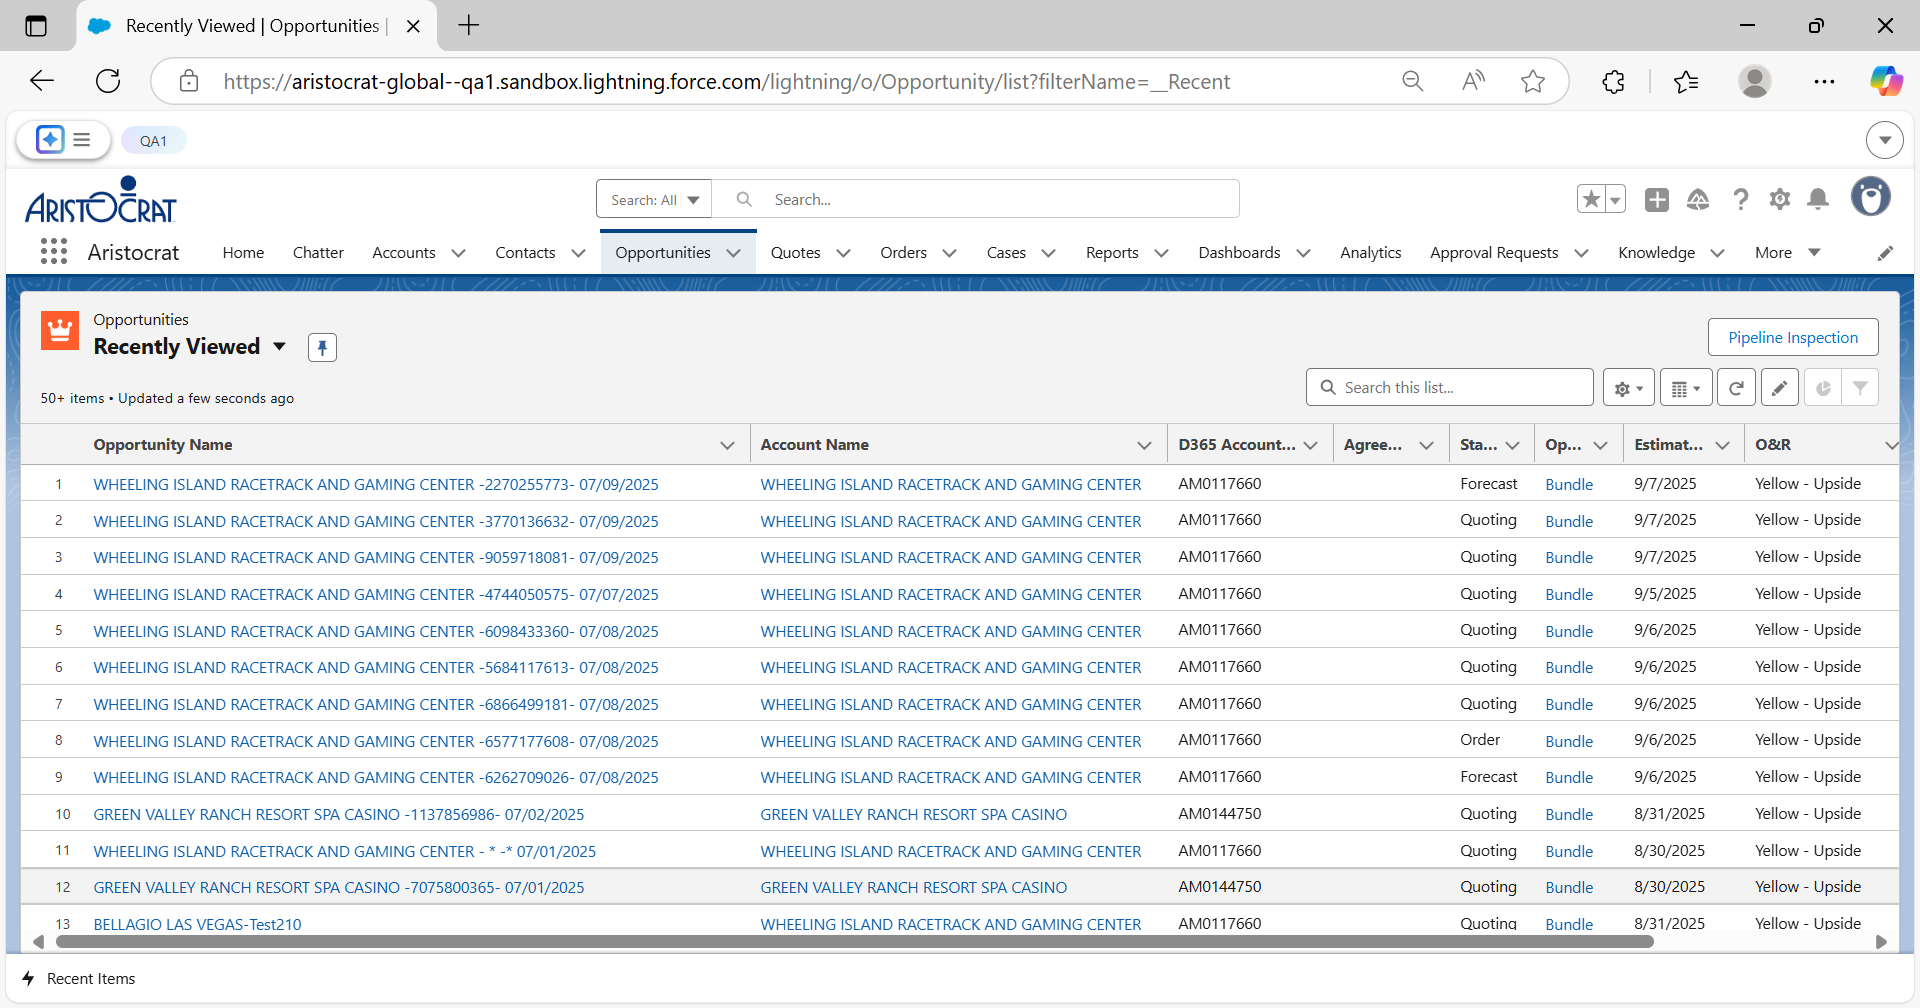 Recently Viewed | Opportunities |
https://aristocrat-global--qa1.sandbox.lightning.force.com/lightning/o/Opportunity/list?filterName=__Recent
QA1
ARISTOCRAT
Search: All Search...
Aristocrat Home Chatter Accounts Contacts Opportunities Quotes Orders Cases Reports Dashboards Analytics Approval Requests Knowledge More
Opportunities
Recently Viewed
Pipeline Inspection
50+ items • Updated a few seconds ago
Search this list...
Opportunity Name Account Name D365 Account... Agree... Sta... Op... Estimat... O&R
1 WHEELING ISLAND RACETRACK AND GAMING CENTER -2270255773- 07/09/2025 WHEELING ISLAND RACETRACK AND GAMING CENTER AM0117660 Forecast Bundle 9/7/2025 Yellow - Upside
2 WHEELING ISLAND RACETRACK AND GAMING CENTER -3770136632- 07/09/2025 WHEELING ISLAND RACETRACK AND GAMING CENTER AM0117660 Quoting Bundle 9/7/2025 Yellow - Upside
3 WHEELING ISLAND RACETRACK AND GAMING CENTER -9059718081- 07/09/2025 WHEELING ISLAND RACETRACK AND GAMING CENTER AM0117660 Quoting Bundle 9/7/2025 Yellow - Upside
4 WHEELING ISLAND RACETRACK AND GAMING CENTER -4744050575- 07/07/2025 WHEELING ISLAND RACETRACK AND GAMING CENTER AM0117660 Quoting Bundle 9/5/2025 Yellow - Upside
5 WHEELING ISLAND RACETRACK AND GAMING CENTER -6098433360- 07/08/2025 WHEELING ISLAND RACETRACK AND GAMING CENTER AM0117660 Quoting Bundle 9/6/2025 Yellow - Upside
6 WHEELING ISLAND RACETRACK AND GAMING CENTER -5684117613- 07/08/2025 WHEELING ISLAND RACETRACK AND GAMING CENTER AM0117660 Quoting Bundle 9/6/2025 Yellow - Upside
7 WHEELING ISLAND RACETRACK AND GAMING CENTER -6866499181- 07/08/2025 WHEELING ISLAND RACETRACK AND GAMING CENTER AM0117660 Quoting Bundle 9/6/2025 Yellow - Upside
8 WHEELING ISLAND RACETRACK AND GAMING CENTER -6577177608- 07/08/2025 WHEELING ISLAND RACETRACK AND GAMING CENTER AM0117660 Order Bundle 9/6/2025 Yellow - Upside
9 WHEELING ISLAND RACETRACK AND GAMING CENTER -6262709026- 07/08/2025 WHEELING ISLAND RACETRACK AND GAMING CENTER AM0117660 Forecast Bundle 9/6/2025 Yellow - Upside
10 GREEN VALLEY RANCH RESORT SPA CASINO -1137856986- 07/02/2025 GREEN VALLEY RANCH RESORT SPA CASINO AM0144750 Quoting Bundle 8/31/2025 Yellow - Upside
11 WHEELING ISLAND RACETRACK AND GAMING CENTER - * -* 07/01/2025 WHEELING ISLAND RACETRACK AND GAMING CENTER AM0117660 Quoting Bundle 8/30/2025 Yellow - Upside
12 GREEN VALLEY RANCH RESORT SPA CASINO -7075800365- 07/01/2025 GREEN VALLEY RANCH RESORT SPA CASINO AM0144750 Quoting Bundle 8/30/2025 Yellow - Upside
13 BELLAGIO LAS VEGAS-Test210 WHEELING ISLAND RACETRACK AND GAMING CENTER AM0117660 Quoting Bundle 8/31/2025 Yellow - Upside
Recent Items